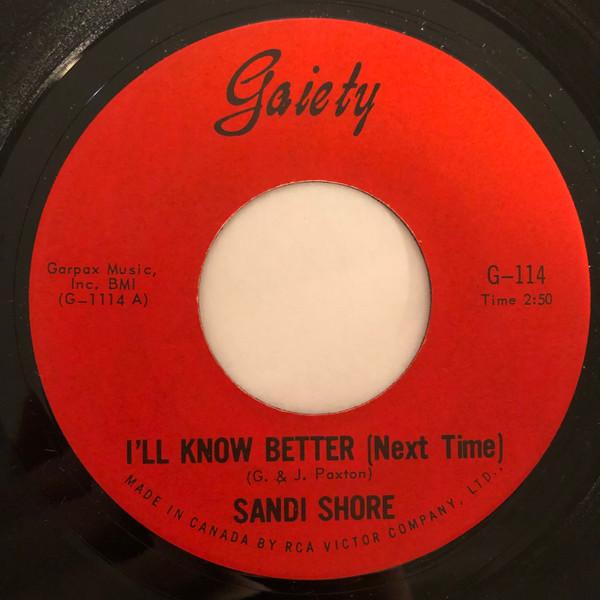 Gaiety
Garpax Music,
Inc, BMI
(G-1114 A)
G-114
Time 2:50
I'LL KNOW BETTER (Next Time)
(G. & J. Paxton)
SANDI SHORE
MADE IN CANADA BY RCA VICTOR COMPANY, LTD.,